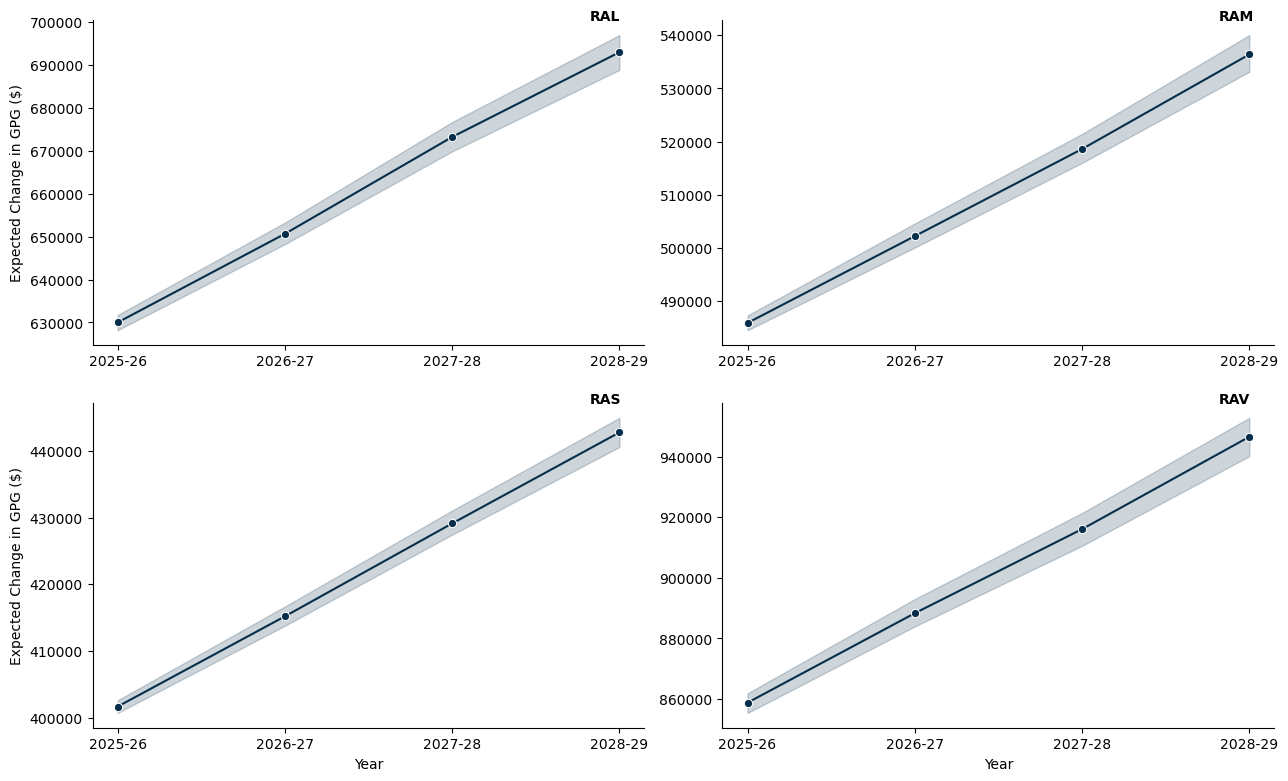 RAL
Expected Change in GPG ($)
700000
690000
680000
670000
660000
650000
640000
630000
2025-26 2026-27 2027-28 2028-29
RAM
540000
530000
520000
510000
500000
490000
2025-26 2026-27 2027-28 2028-29
RAS
Expected Change in GPG ($)
440000
430000
420000
410000
400000
2025-26 2026-27 2027-28 2028-29
Year
RAV
940000
920000
900000
880000
860000
2025-26 2026-27 2027-28 2028-29
Year